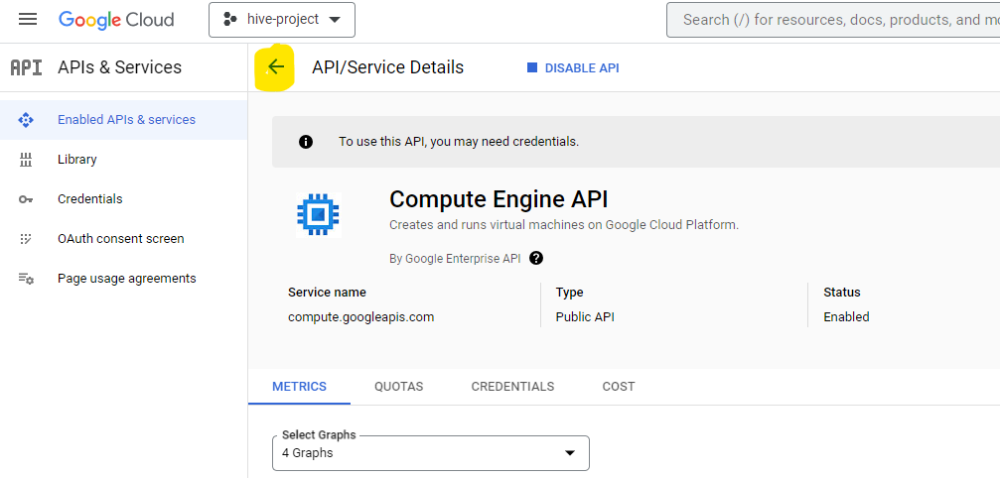 Google Cloud
hive-project
Search (/) for resources, docs, products, and mo
API APIs & Services
API/Service Details
DISABLE API
Enabled APIs & services
Library
Credentials
OAuth consent screen
Page usage agreements
To use this API, you may need credentials.
Compute Engine API
Creates and runs virtual machines on Google Cloud Platform.
By Google Enterprise API ?
Service name
compute.googleapis.com
Type
Public API
Status
Enabled
METRICS QUOTAS CREDENTIALS COST
Select Graphs
4 Graphs